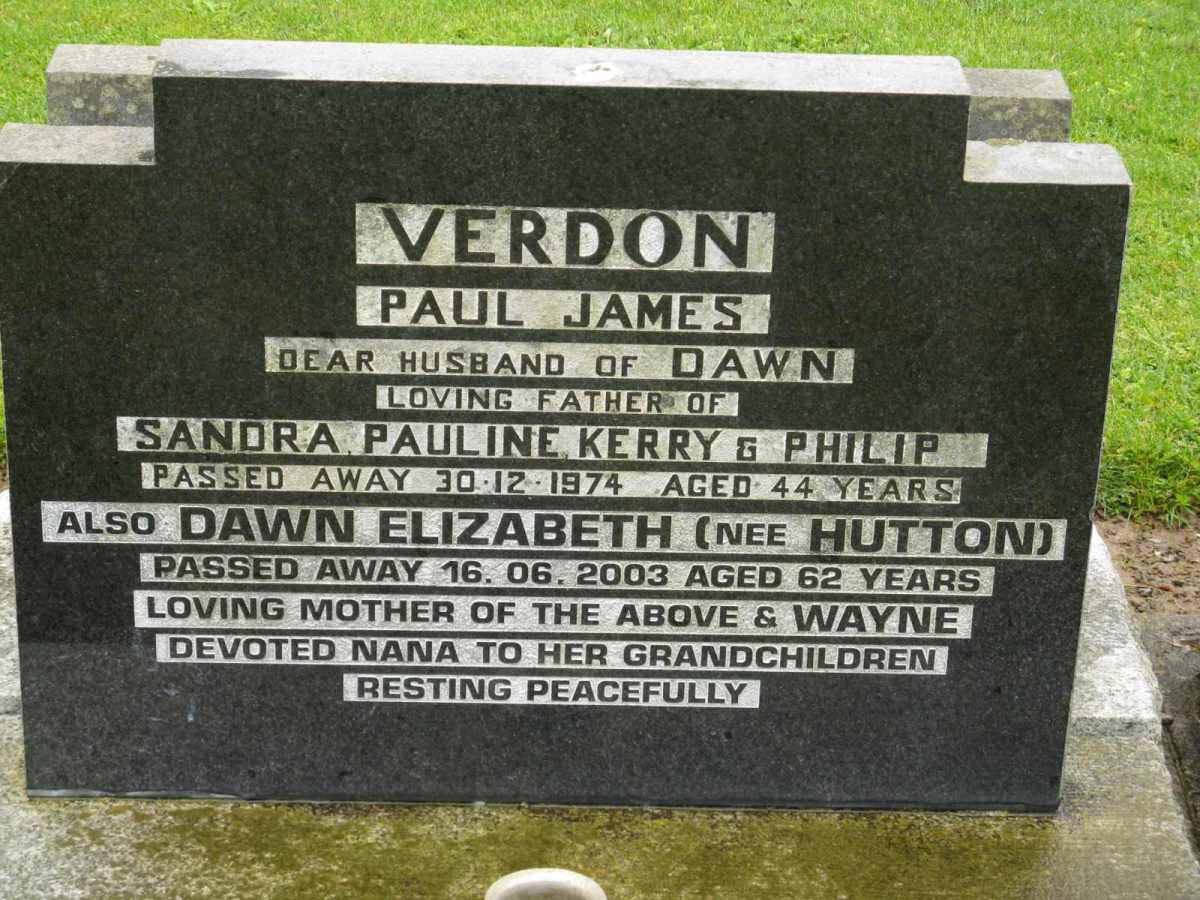 VERDON
PAUL JAMES
DEAR HUSBAND OF DAWN
LOVING FATHER OF
SANDRA, PAULINE, KERRY & PHILIP
PASSED AWAY 30·12·1974 AGED 44 YEARS
ALSO DAWN ELIZABETH (NEE HUTTON)
PASSED AWAY 16.06.2003 AGED 62 YEARS
LOVING MOTHER OF THE ABOVE & WAYNE
DEVOTED NANA TO HER GRANDCHILDREN
RESTING PEACEFULLY